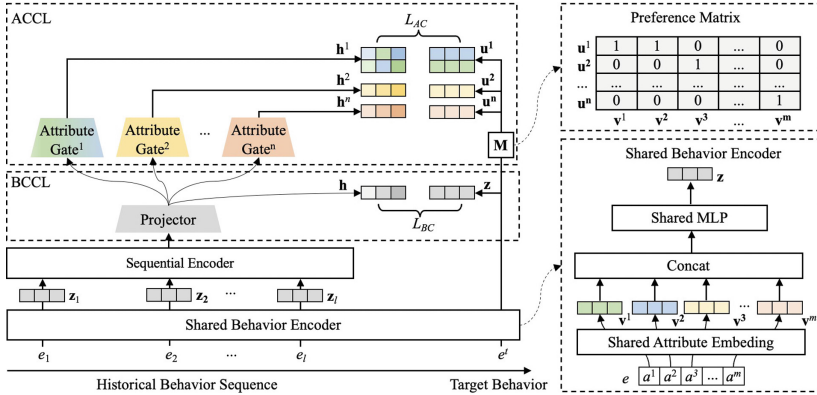 ACCL
L_AC
h^1
u^1
h^2
u^2
h^n
u^n
Attribute Gate^1
Attribute Gate^2
...
Attribute Gate^n
M
BCCL
h
z
Projector
L_BC
Sequential Encoder
z_1
z_2
...
z_l
Shared Behavior Encoder
e_1
e_2
...
e_l
e^t
Historical Behavior Sequence
Target Behavior
Preference Matrix
u^1 1 1 0 ... 0
u^2 0 0 1 ... 0
... ... ... ... ... ...
u^n 0 0 0 ... 1
v^1 v^2 v^3 ... v^m
Shared Behavior Encoder
z
Shared MLP
Concat
...
v^1 v^2 v^3 v^m
Shared Attribute Embeding
e a^1 a^2 a^3 ... a^m